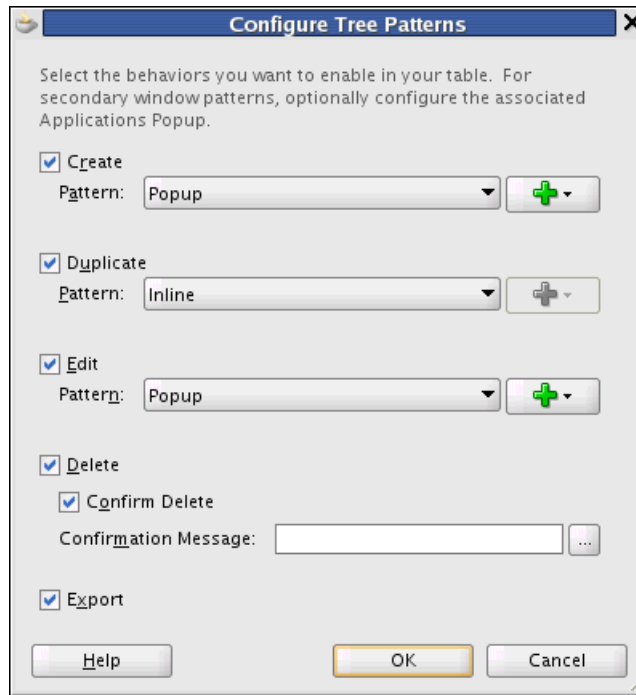 Configure Tree Patterns
Select the behaviors you want to enable in your table. For
secondary window patterns, optionally configure the associated
Applications Popup.
Create
Pattern: Popup
Duplicate
Pattern: Inline
Edit
Pattern: Popup
Delete
Confirm Delete
Confirmation Message: ...
Export
Help OK Cancel